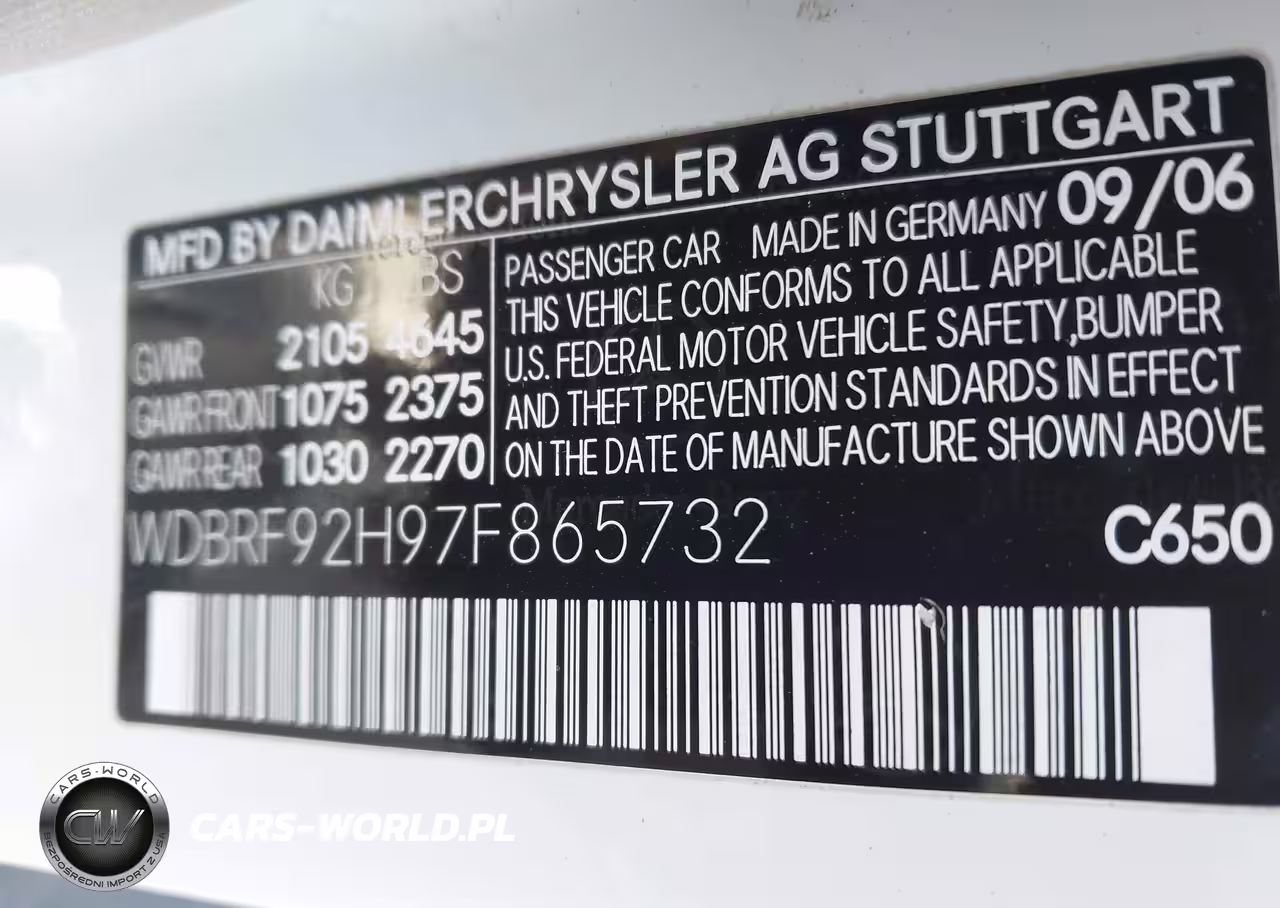 MFD BY DAIMLERCHRYSLER AG STUTTGART
KG LBS
GVWR 2105 4645
GAWR FRONT 1075 2375
GAWR REAR 1030 2270
PASSENGER CAR MADE IN GERMANY 09/06
THIS VEHICLE CONFORMS TO ALL APPLICABLE
U.S. FEDERAL MOTOR VEHICLE SAFETY,BUMPER
AND THEFT PREVENTION STANDARDS IN EFFECT
ON THE DATE OF MANUFACTURE SHOWN ABOVE
WDBRF92H97F865732
C650
CARS-WORLD
CW
BEZPOŚREDNI IMPORT Z USA
CARS-WORLD.PL